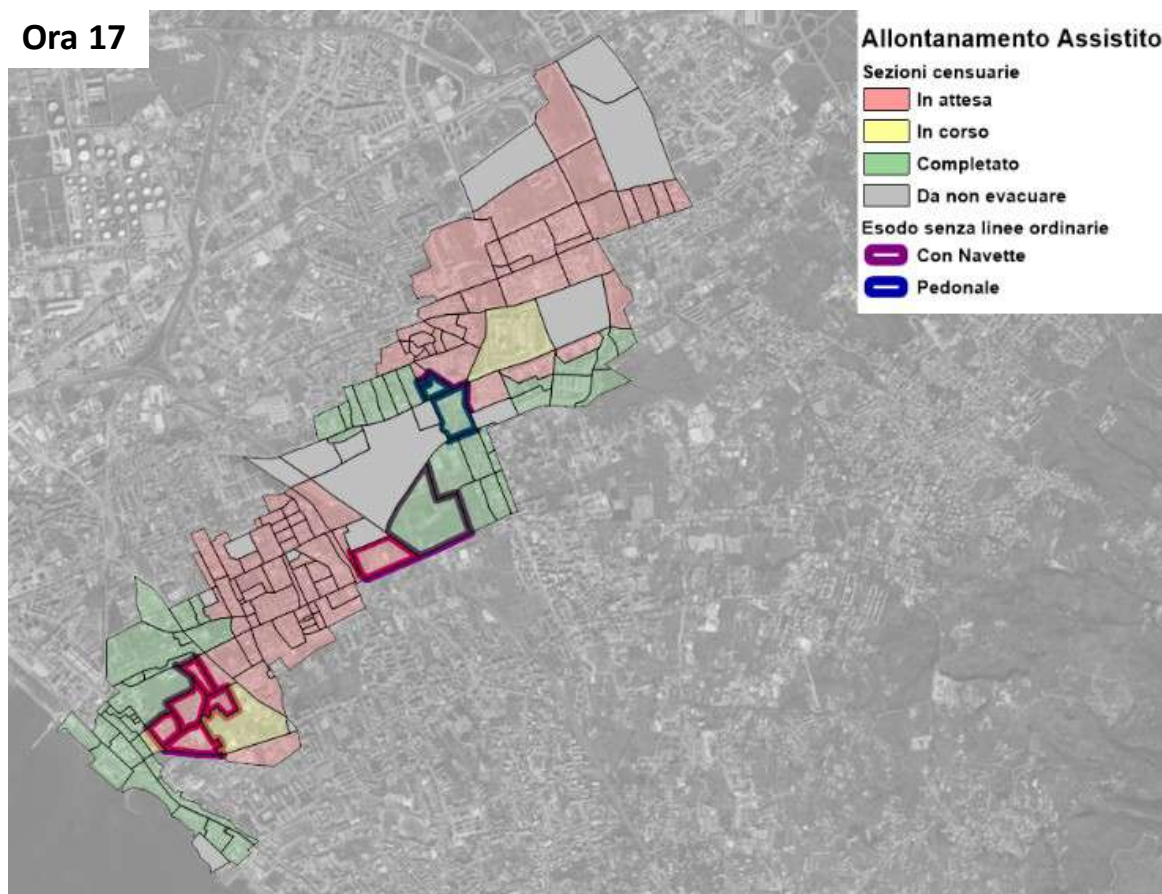 Ora 17
Allontanamento Assistito
Sezioni censuarie
In attesa
In corso
Completato
Da non evacuare
Esodo senza linee ordinarie
Con Navette
Pedonale